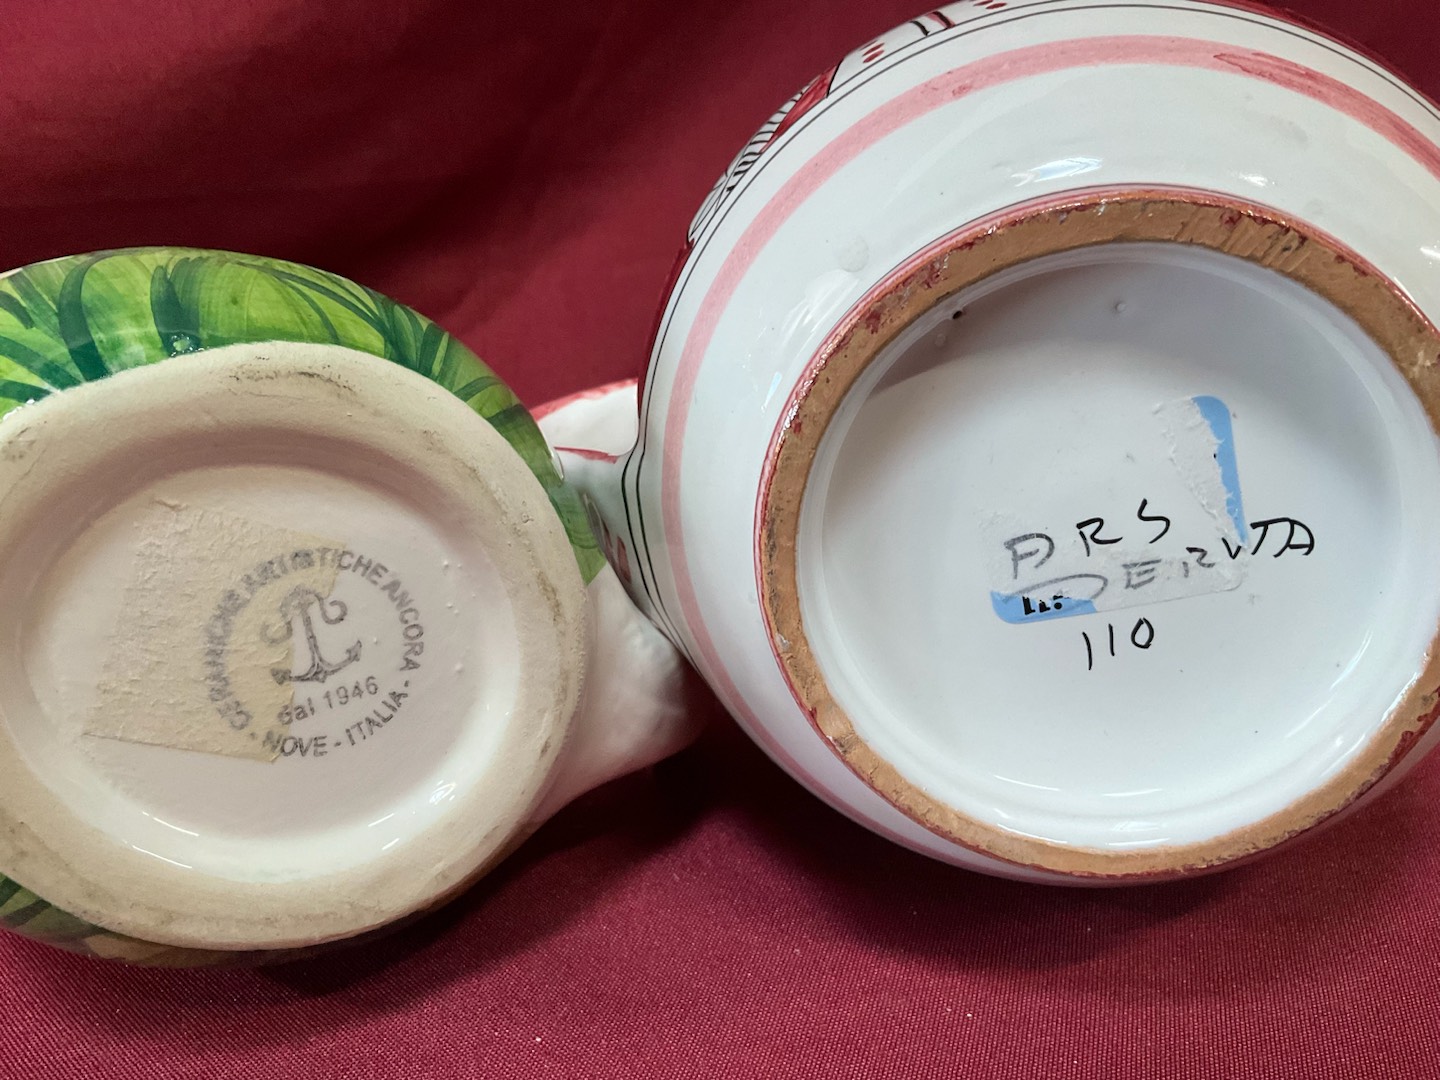 CERAMICHE ARTISTICHE ANCORA
dal 1946
· NOVE - ITALIA ·
ARS
DERUTA
110